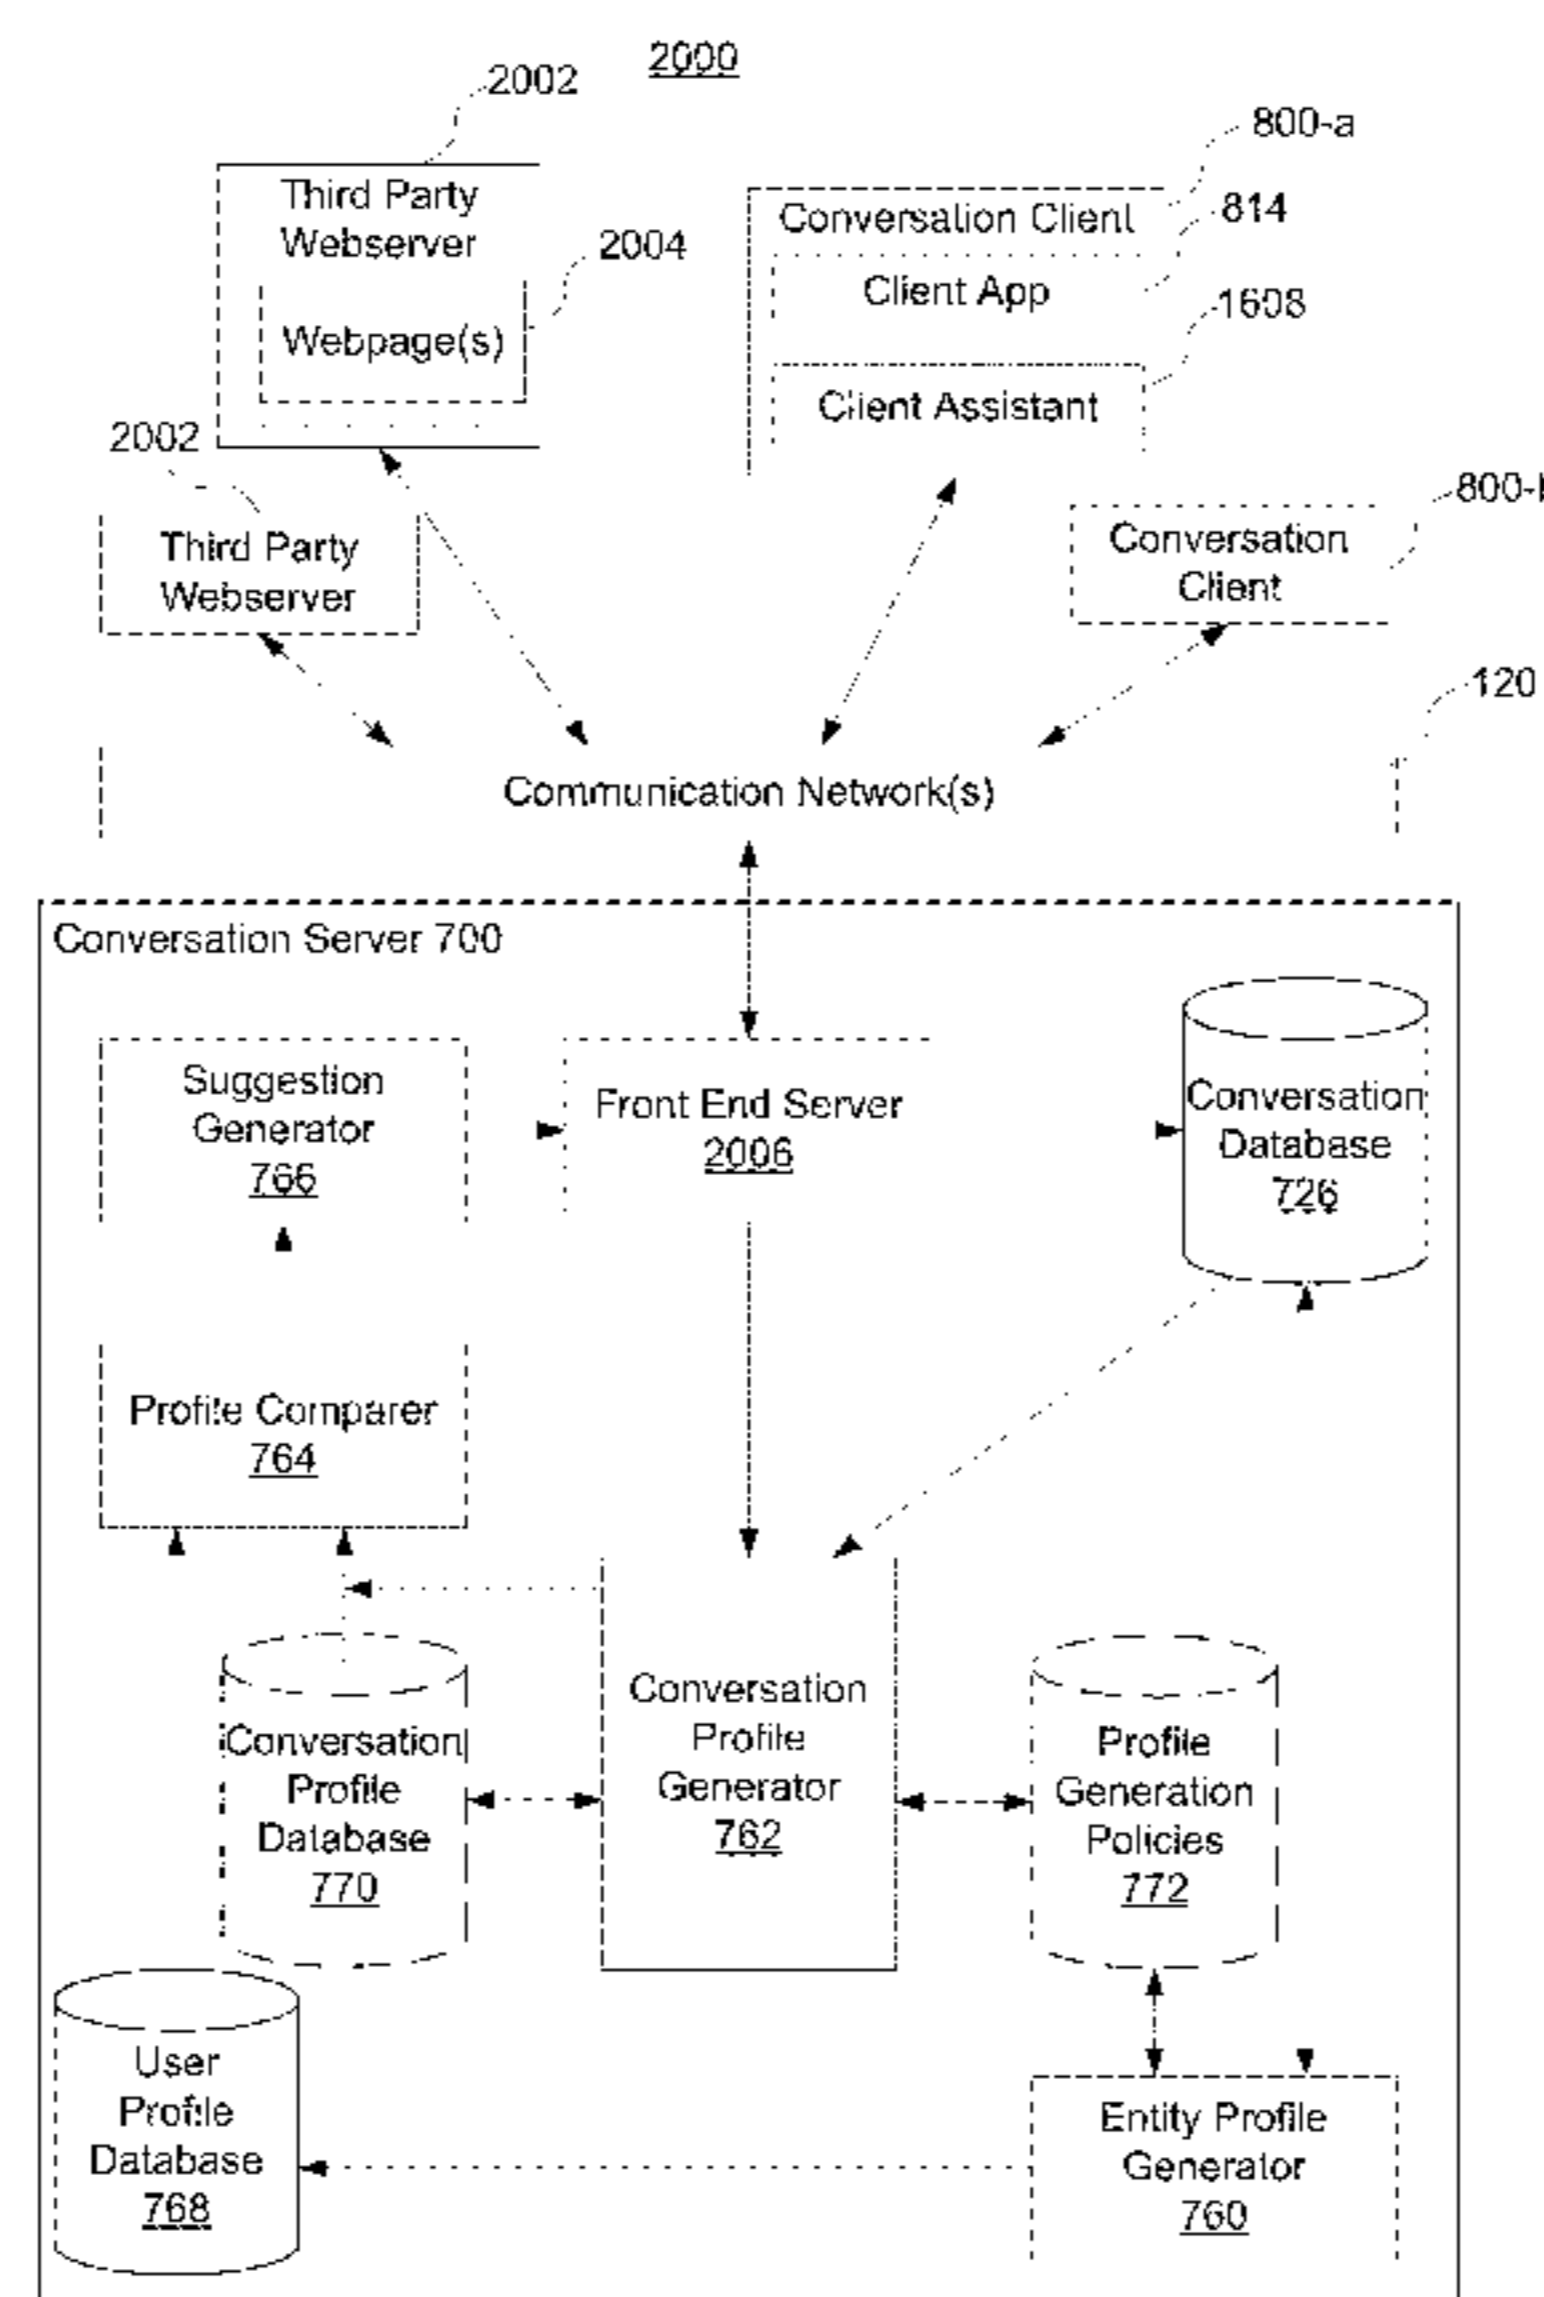 2000
2002
800-a
Third Party
Webserver
2004
Conversation Client
814
Client App
1608
Webpage(s)
Client Assistant
2002
800-
Third Party
Webserver
Conversation
Client
120
Communication Network(s)
Conversation Server 700
Suggestion
Generator
766
Front End Server
2006
Conversation
Database
726
Profile Comparer
764
Conversation
Profile
Database
770
Conversation
Profile
Generator
762
Profile
Generation
Policies
772
User
Profile
Database
768
Entity Profile
Generator
760